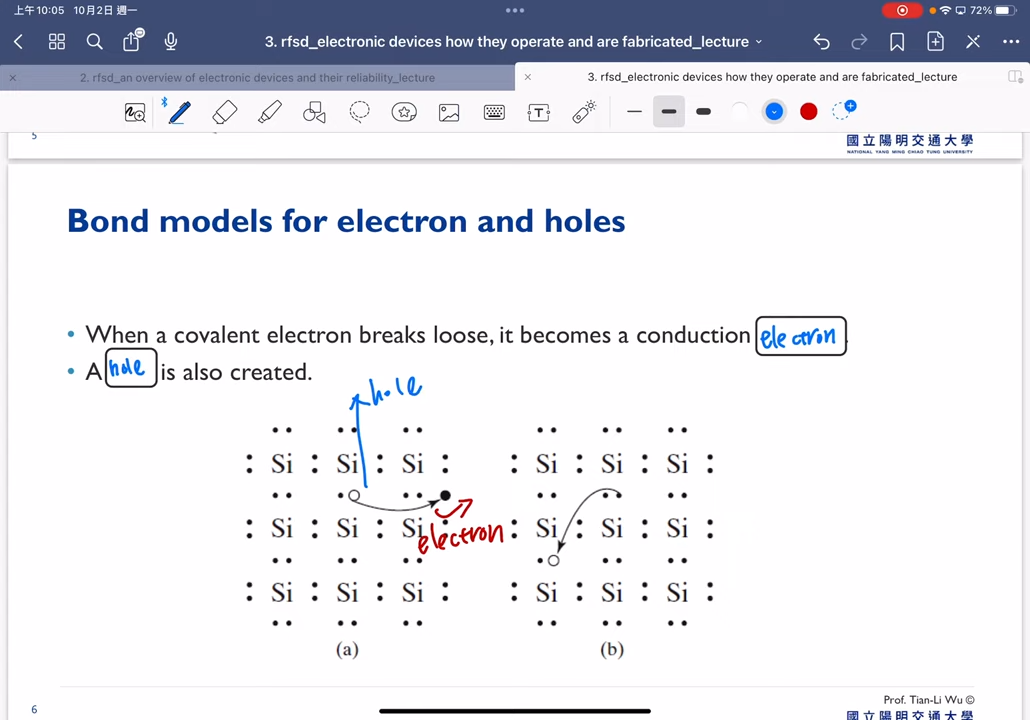 上午10:05 10月2日 週一
72%
3. rfsd_electronic devices how they operate and are fabricated_lecture
2. rfsd_an overview of electronic devices and their reliability_lecture
3. rfsd_electronic devices how they operate and are fabricated_lecture
5
國立陽明交通大學
NATIONAL YANG MING CHIAO TUNG UNIVERSITY
Bond models for electron and holes
• When a covalent electron breaks loose, it becomes a conduction electron.
• A hole is also created.
hole
: Si : Si : Si :
: Si : Si : Si :
: Si : Si : Si :
electron
(a)
: Si : Si : Si :
: Si : Si : Si :
: Si : Si : Si :
(b)
6
Prof. Tian-Li Wu ©
國立陽明交通大學